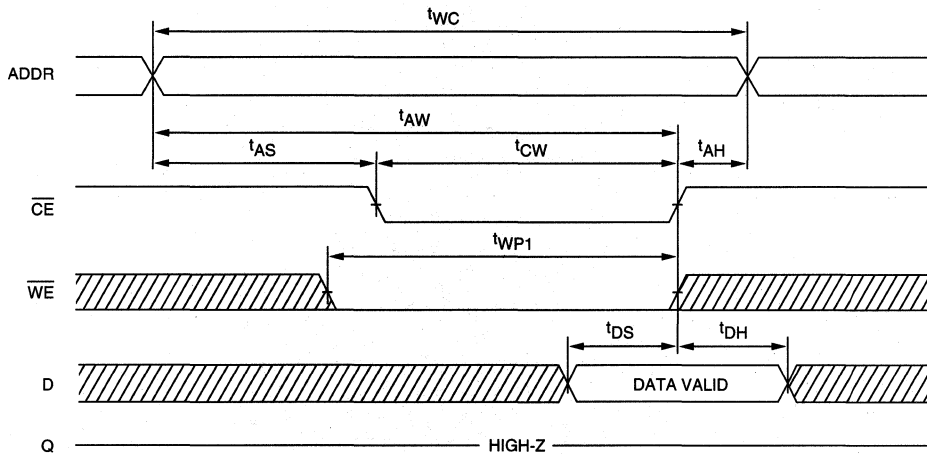 tWC
ADDR
tAW
tAS tCW tAH
CE
tWP1
WE
tDS tDH
D DATA VALID
Q HIGH-Z